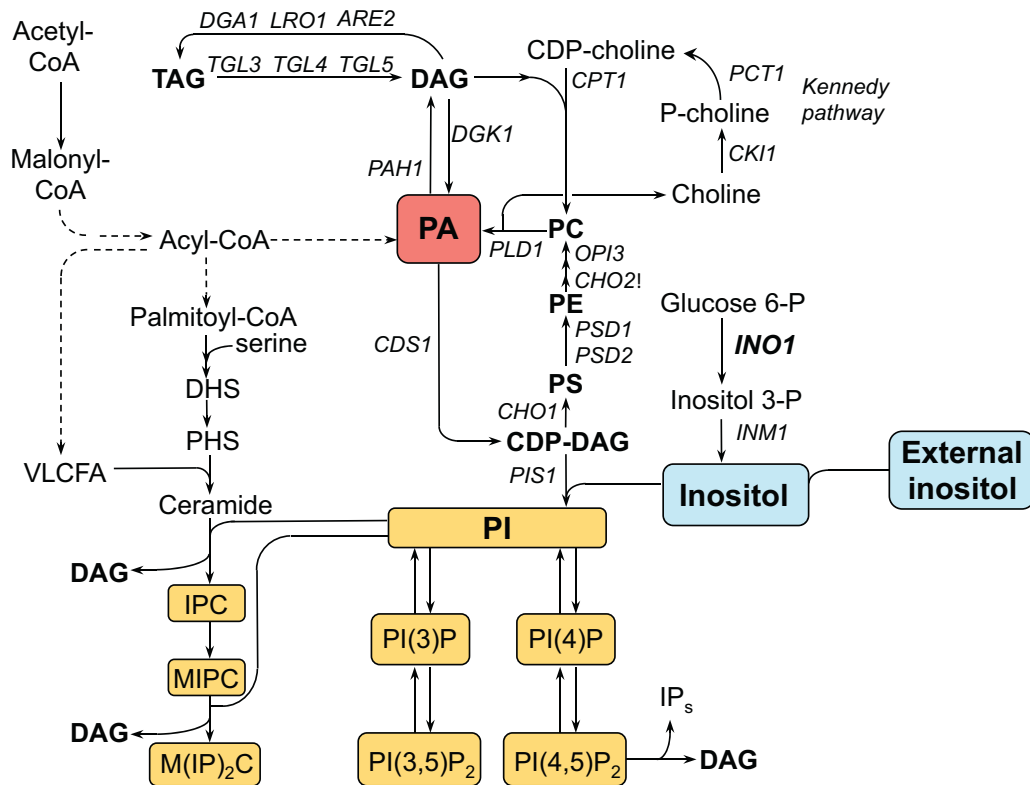 Acetyl-
CoA
DGA1 LRO1 ARE2
TAG
TGL3 TGL4 TGL5
DAG
CDP-choline
CPT1
PCT1
Kennedy
pathway
P-choline
DGK1
PAH1
CKI1
Malonyl-
CoA
Choline
PA
PLD1
PC
Acyl-CoA
OPI3
CHO2!
PE
Glucose 6-P
Palmitoyl-CoA
serine
CDS1
PSD1
PSD2
INO1
DHS
PS
Inositol 3-P
CHO1
INM1
PHS
CDP-DAG
VLCFA
PIS1
Inositol
External
inositol
Ceramide
PI
DAG
IPC
PI(3)P
PI(4)P
MIPC
IPs
DAG
M(IP)2C
PI(3,5)P2
PI(4,5)P2
DAG